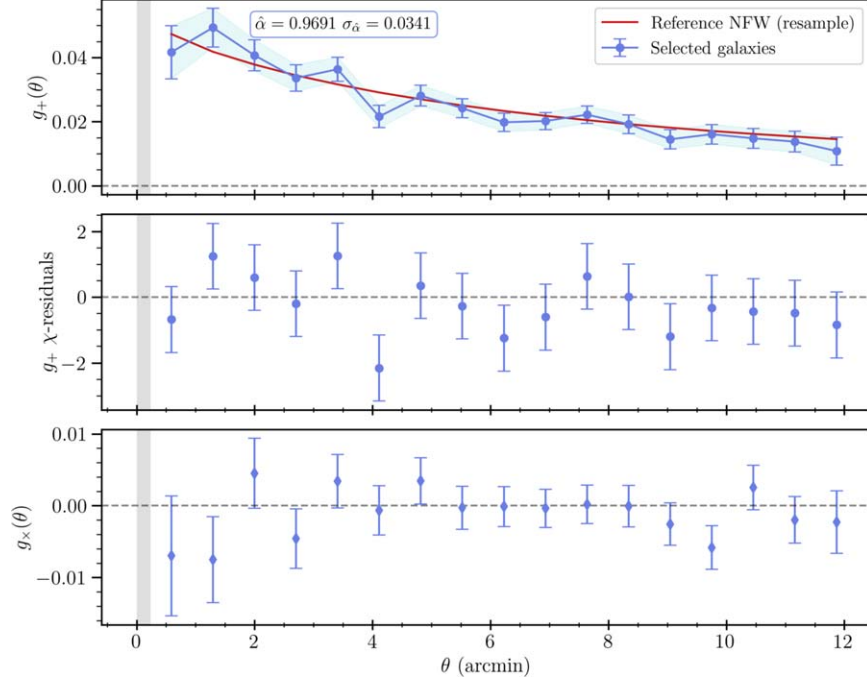 α̂ = 0.9691 σ_α̂ = 0.0341
Reference NFW (resample)
Selected galaxies
g₊(θ)
0.04
0.02
0.00
g₊ χ-residuals
2
0
−2
g×(θ)
0.01
0.00
−0.01
0
2
4
6
8
10
12
θ (arcmin)